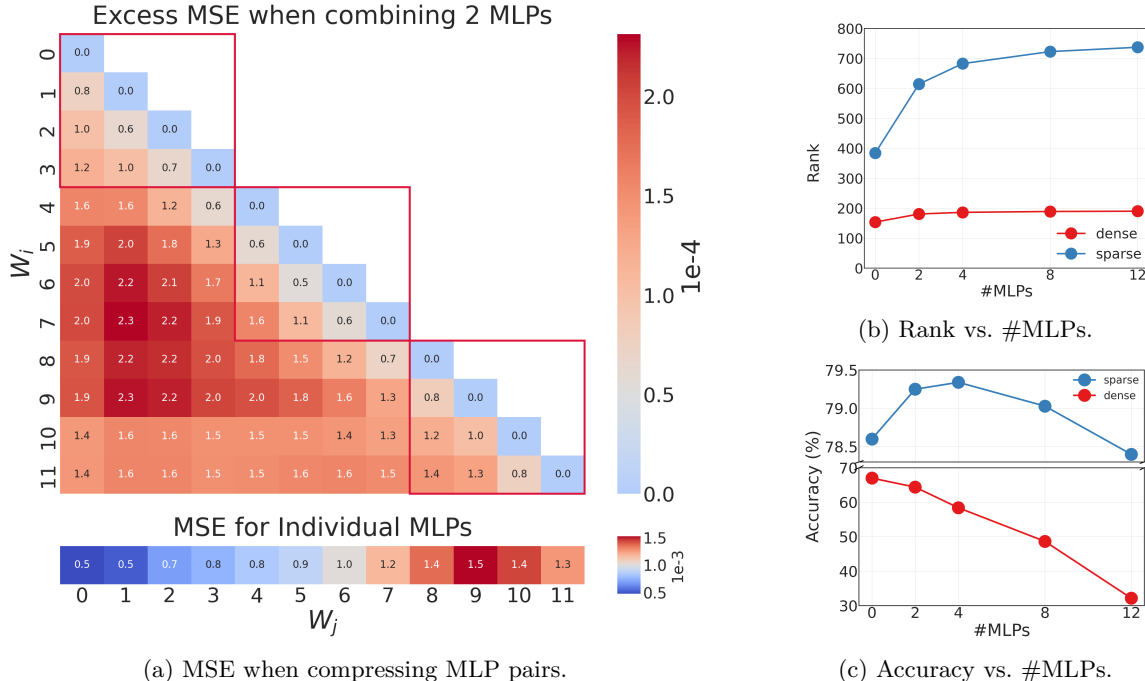 Excess MSE when combining 2 MLPs
0 0.0
1 0.8 0.0
2 1.0 0.6 0.0
3 1.2 1.0 0.7 0.0
4 1.6 1.6 1.2 0.6 0.0
5 1.9 2.0 1.8 1.3 0.6 0.0
6 2.0 2.2 2.1 1.7 1.1 0.5 0.0
7 2.0 2.3 2.2 1.9 1.6 1.1 0.6 0.0
8 1.9 2.2 2.2 2.0 1.8 1.5 1.2 0.7 0.0
9 1.9 2.3 2.2 2.0 2.0 1.8 1.6 1.3 0.8 0.0
10 1.4 1.6 1.6 1.5 1.5 1.5 1.4 1.3 1.2 1.0 0.0
11 1.4 1.6 1.6 1.5 1.5 1.6 1.6 1.5 1.4 1.3 0.8 0.0
W_i
2.0
1.5
1.0
0.5
0.0
1e-4
MSE for Individual MLPs
0.5 0.5 0.7 0.8 0.8 0.9 1.0 1.2 1.4 1.5 1.4 1.3
0 1 2 3 4 5 6 7 8 9 10 11
W_j
1.5
1.0
0.5
1e-3
(a) MSE when compressing MLP pairs.
800
700
600
500
400
300
200
100
0
Rank
dense
sparse
0 2 4 8 12
#MLPs
(b) Rank vs. #MLPs.
79.5
79.0
78.5
70
60
50
40
30
Accuracy (%)
sparse
dense
0 2 4 8 12
#MLPs
(c) Accuracy vs. #MLPs.